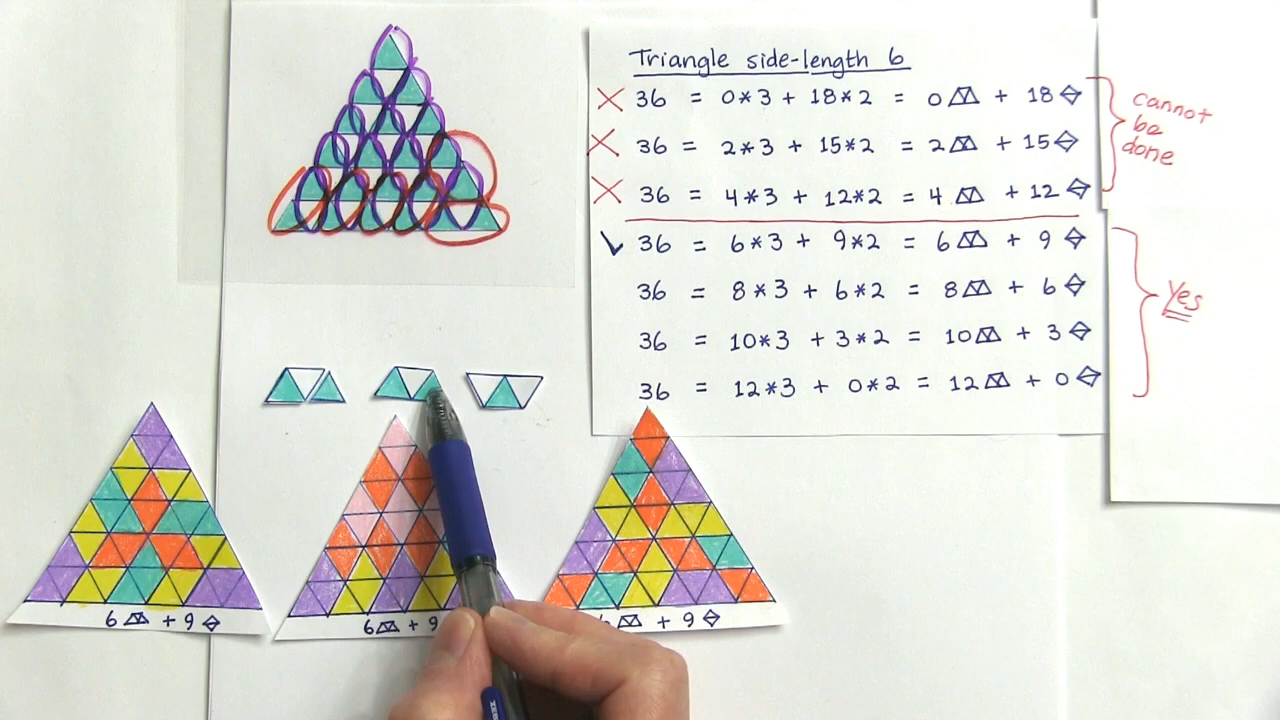 Triangle side-length 6
36 = 0*3 + 18*2 = 0 + 18
36 = 2*3 + 15*2 = 2 + 15
36 = 4*3 + 12*2 = 4 + 12
cannot
be
done
36 = 6*3 + 9*2 = 6 + 9
36 = 8*3 + 6*2 = 8 + 6
36 = 10*3 + 3*2 = 10 + 3
36 = 12*3 + 0*2 = 12 + 0
Yes
6 + 9
6 + 9
+ 9